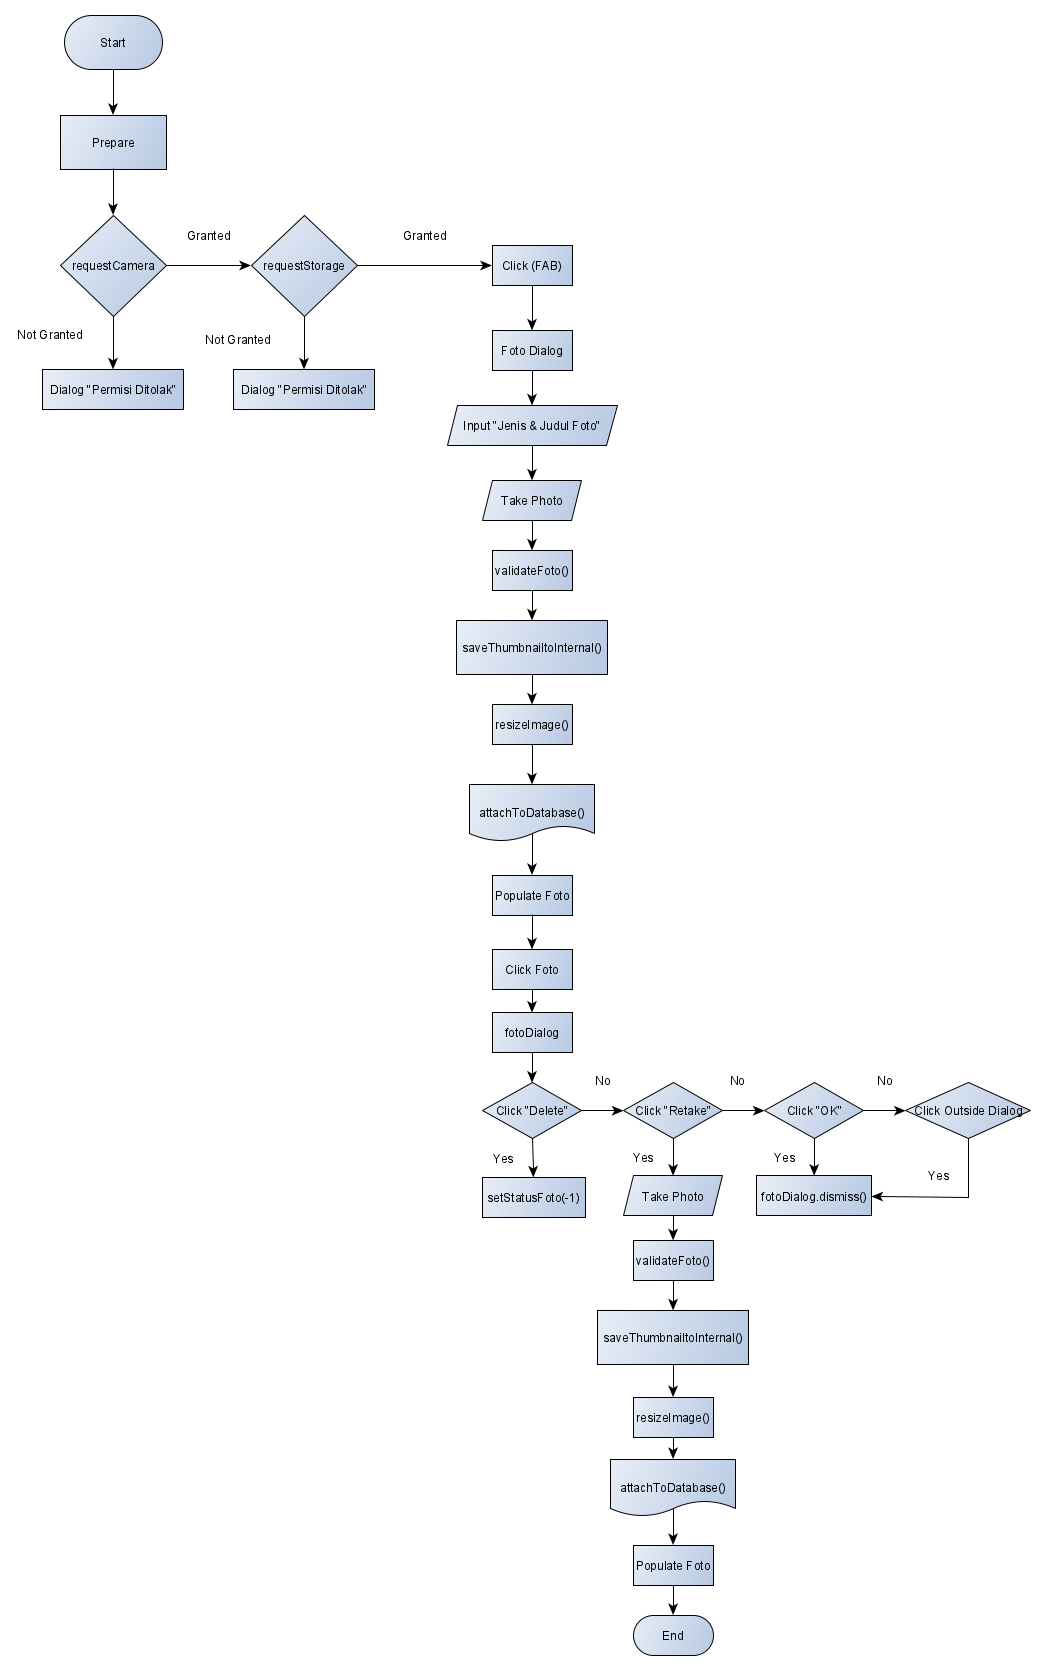 Start
Prepare
requestCamera
Granted
requestStorage
Granted
Click (FAB)
Not Granted
Not Granted
Dialog "Permisi Ditolak"
Dialog "Permisi Ditolak"
Foto Dialog
Input "Jenis & Judul Foto"
Take Photo
validateFoto()
saveThumbnailtoInternal()
resizeImage()
attachToDatabase()
Populate Foto
Click Foto
fotoDialog
Click "Delete"
No
Click "Retake"
No
Click "OK"
No
Click Outside Dialog
Yes
Yes
Yes
Yes
setStatusFoto(-1)
Take Photo
fotoDialog.dismiss()
validateFoto()
saveThumbnailtoInternal()
resizeImage()
attachToDatabase()
Populate Foto
End